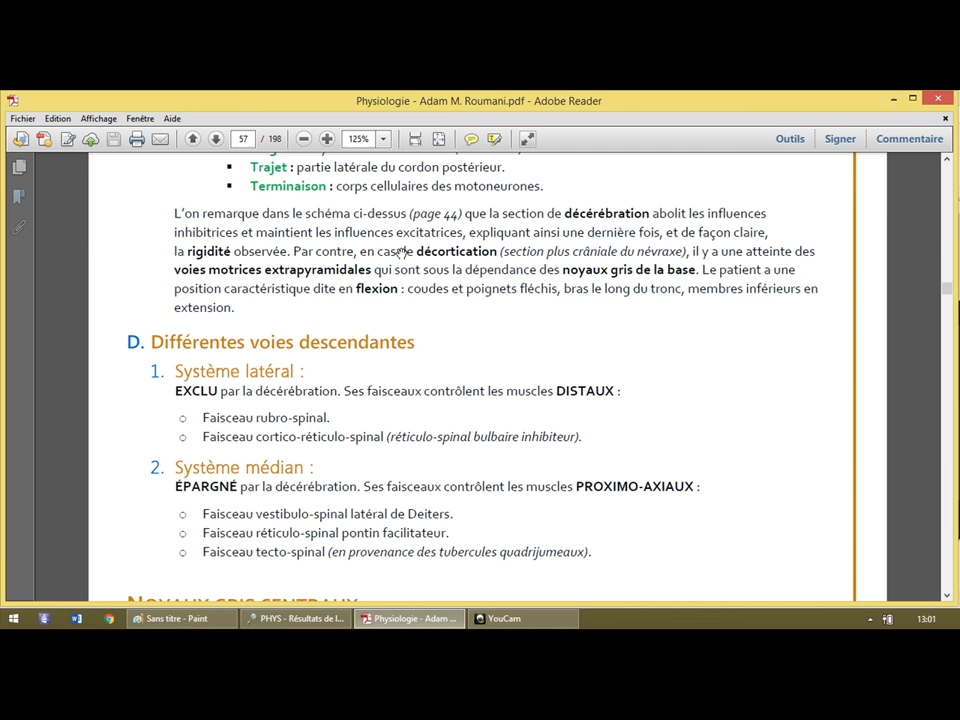 Physiologie - Adam M. Roumani.pdf - Adobe Reader
Fichier Edition Affichage Fenêtre Aide
57 / 198 125% Outils Signer Commentaire
Trajet : partie latérale du cordon postérieur.
Terminaison : corps cellulaires des motoneurones.
L'on remarque dans le schéma ci-dessus (page 44) que la section de décérébration abolit les influences
inhibitrices et maintient les influences excitatrices, expliquant ainsi une dernière fois, et de façon claire,
la rigidité observée. Par contre, en cas de décortication (section plus crâniale du névraxe), il y a une atteinte des
voies motrices extrapyramidales qui sont sous la dépendance des noyaux gris de la base. Le patient a une
position caractéristique dite en flexion : coudes et poignets fléchis, bras le long du tronc, membres inférieurs en
extension.
D. Différentes voies descendantes
1. Système latéral :
EXCLU par la décérébration. Ses faisceaux contrôlent les muscles DISTAUX :
Faisceau rubro-spinal.
Faisceau cortico-réticulo-spinal (réticulo-spinal bulbaire inhibiteur).
2. Système médian :
ÉPARGNÉ par la décérébration. Ses faisceaux contrôlent les muscles PROXIMO-AXIAUX :
Faisceau vestibulo-spinal latéral de Deiters.
Faisceau réticulo-spinal pontin facilitateur.
Faisceau tecto-spinal (en provenance des tubercules quadrijumeaux).
NOYAUX GRIS CENTRAUX
Sans titre - Paint PHYS - Résultats de l... Physiologie - Adam ... YouCam 13:01